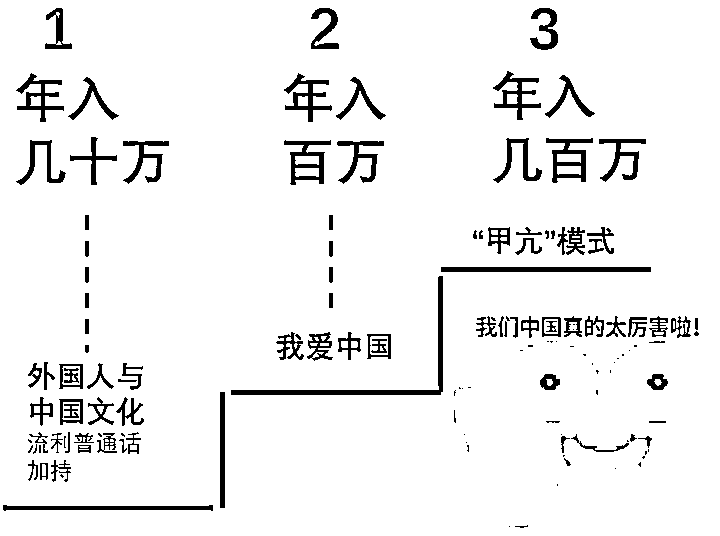 1
年入
几十万
外国人与
中国文化
流利普通话
加持
2
年入
百万
我爱中国
3
年入
几百万
“甲亢”模式
我们中国真的太厉害啦!